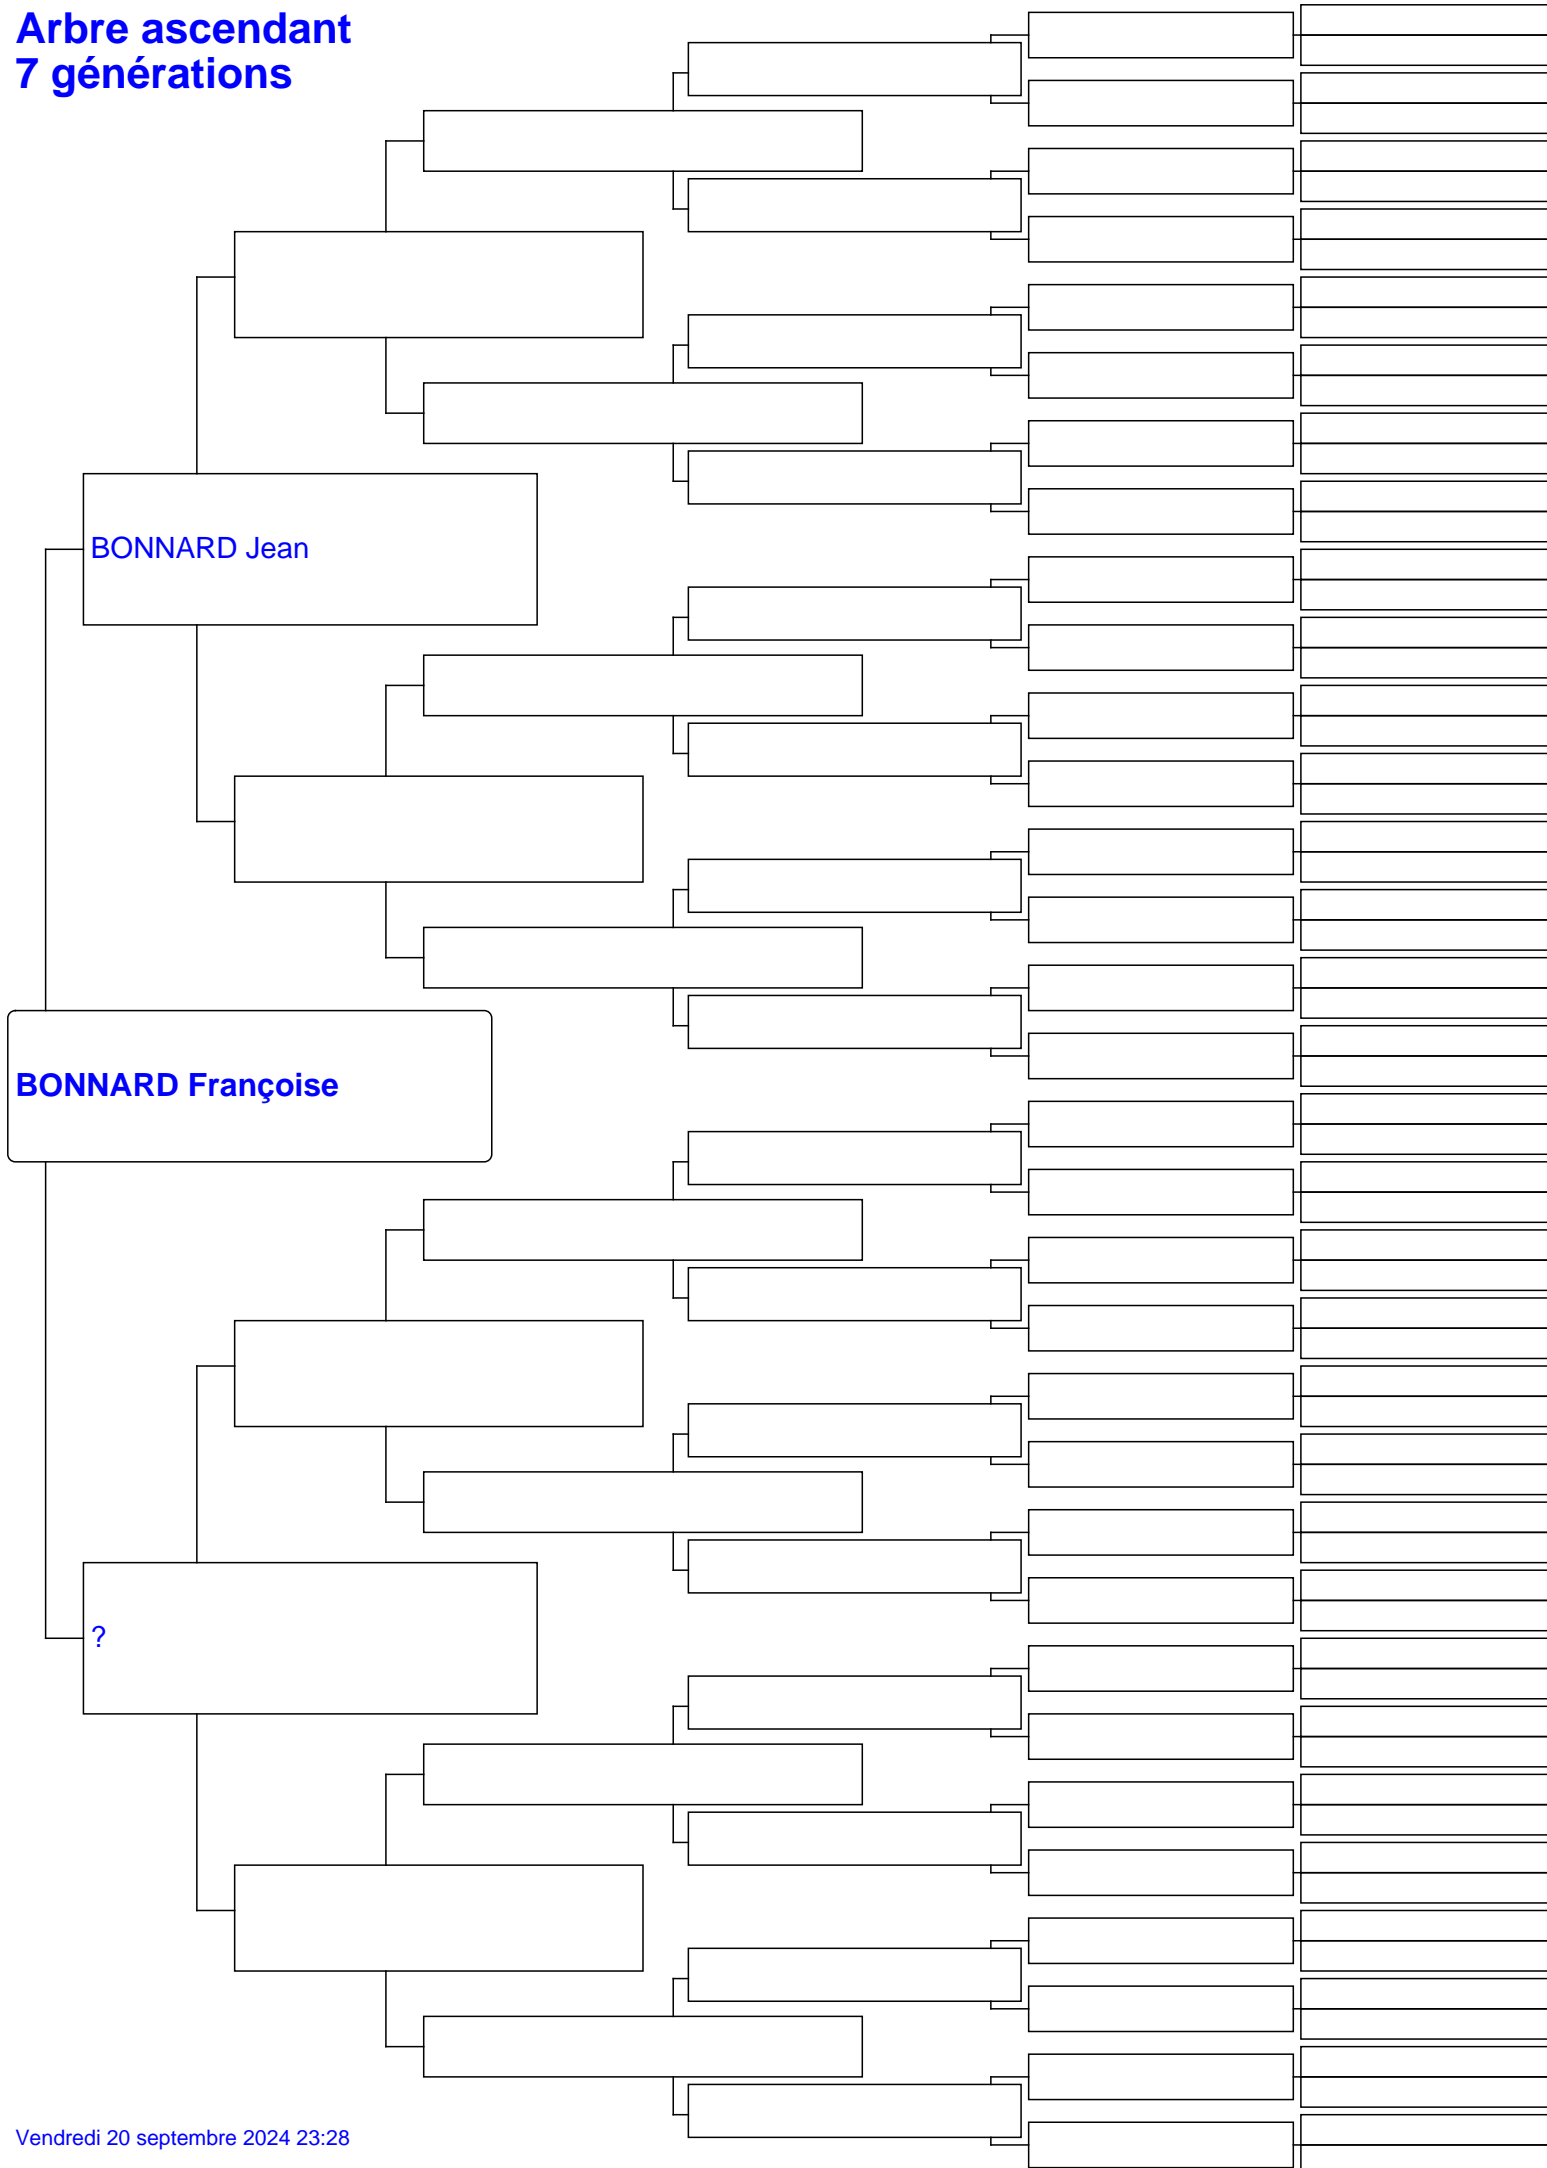 Arbre ascendant
7 générations
BONNARD Jean
BONNARD Françoise
?
Vendredi 20 septembre 2024 23:28